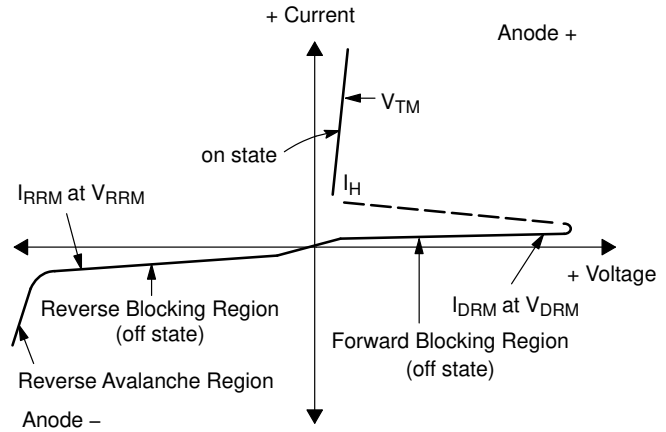 + Current
Anode +
V_TM
on state
I_H
I_RRM at V_RRM
+ Voltage
I_DRM at V_DRM
Reverse Blocking Region
(off state)
Forward Blocking Region
(off state)
Reverse Avalanche Region
Anode −